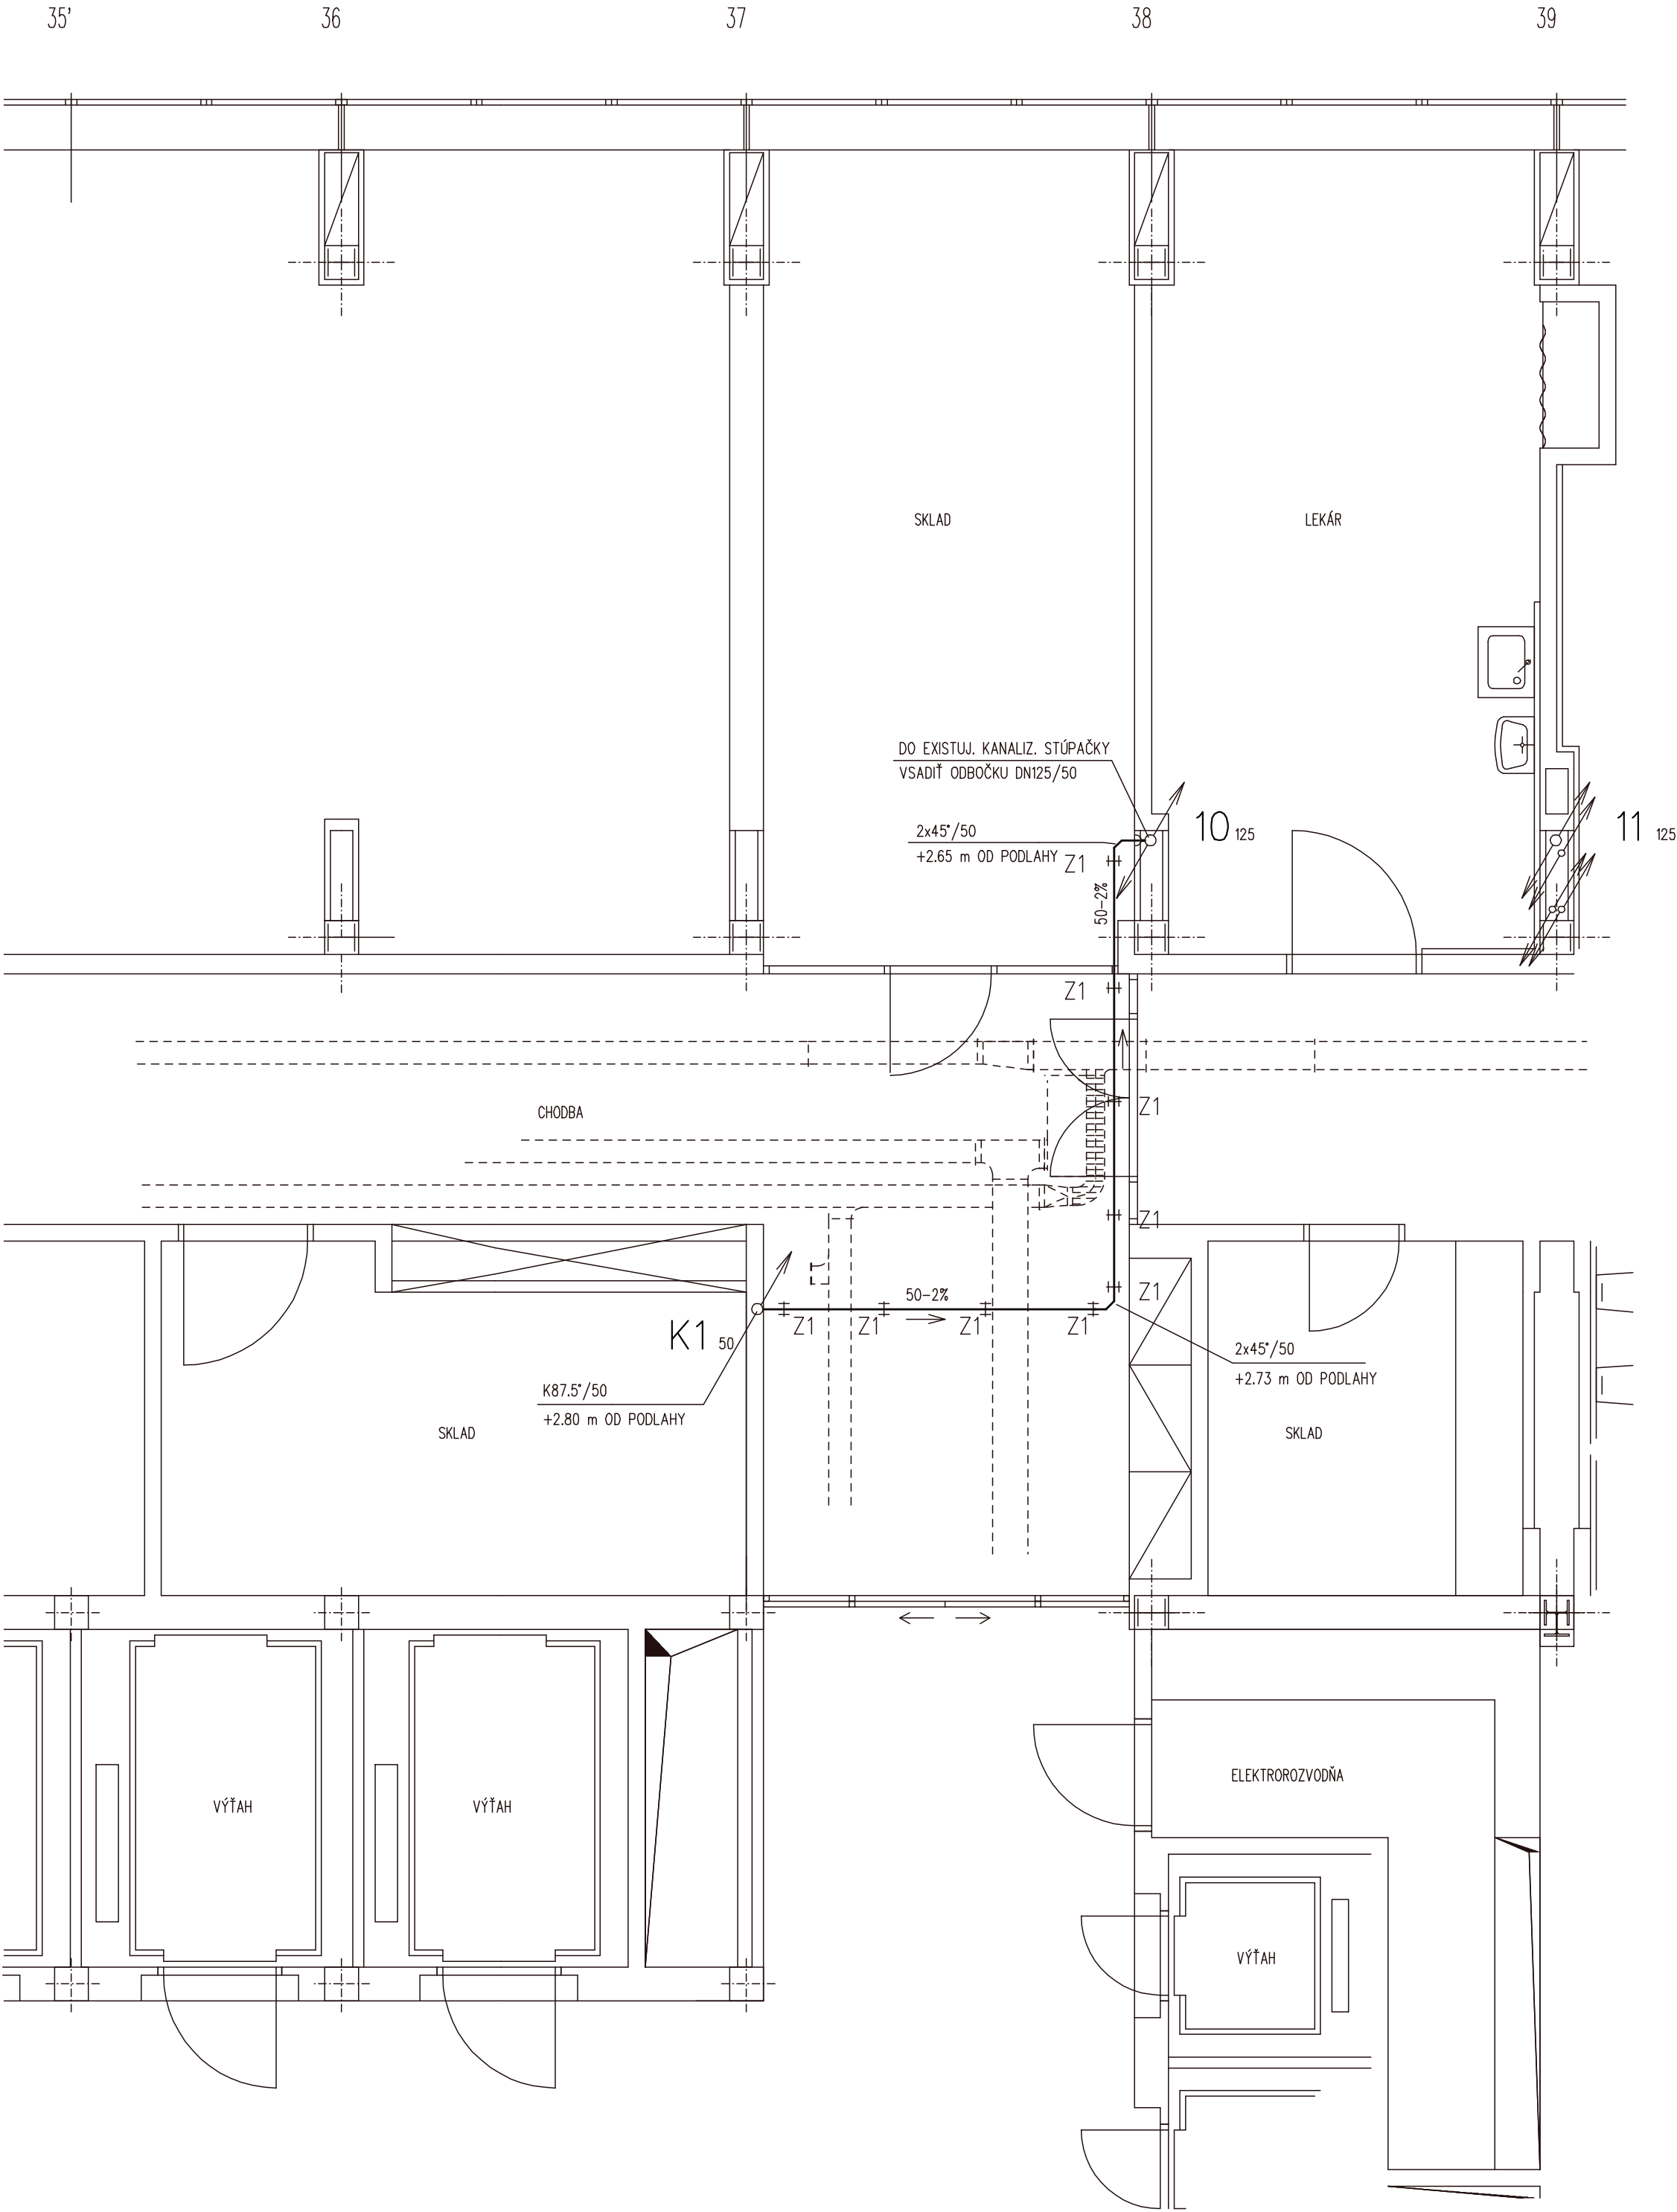 35' 36 37 38 39
SKLAD
LEKÁR
DO EXISTUJ. KANALIZ. STÚPAČKY
VSADIŤ ODBOČKU DN125/50
10 125
11 125
2x45°/50
+2.65 m OD PODLAHY
Z1
50-2%
Z1
CHODBA
Z1
Z1
Z1
50-2%
Z1 Z1 Z1 Z1
K1 50
2x45°/50
+2.73 m OD PODLAHY
K87.5°/50
+2.80 m OD PODLAHY
SKLAD
SKLAD
ELEKTROROZVODŇA
VÝŤAH
VÝŤAH
VÝŤAH